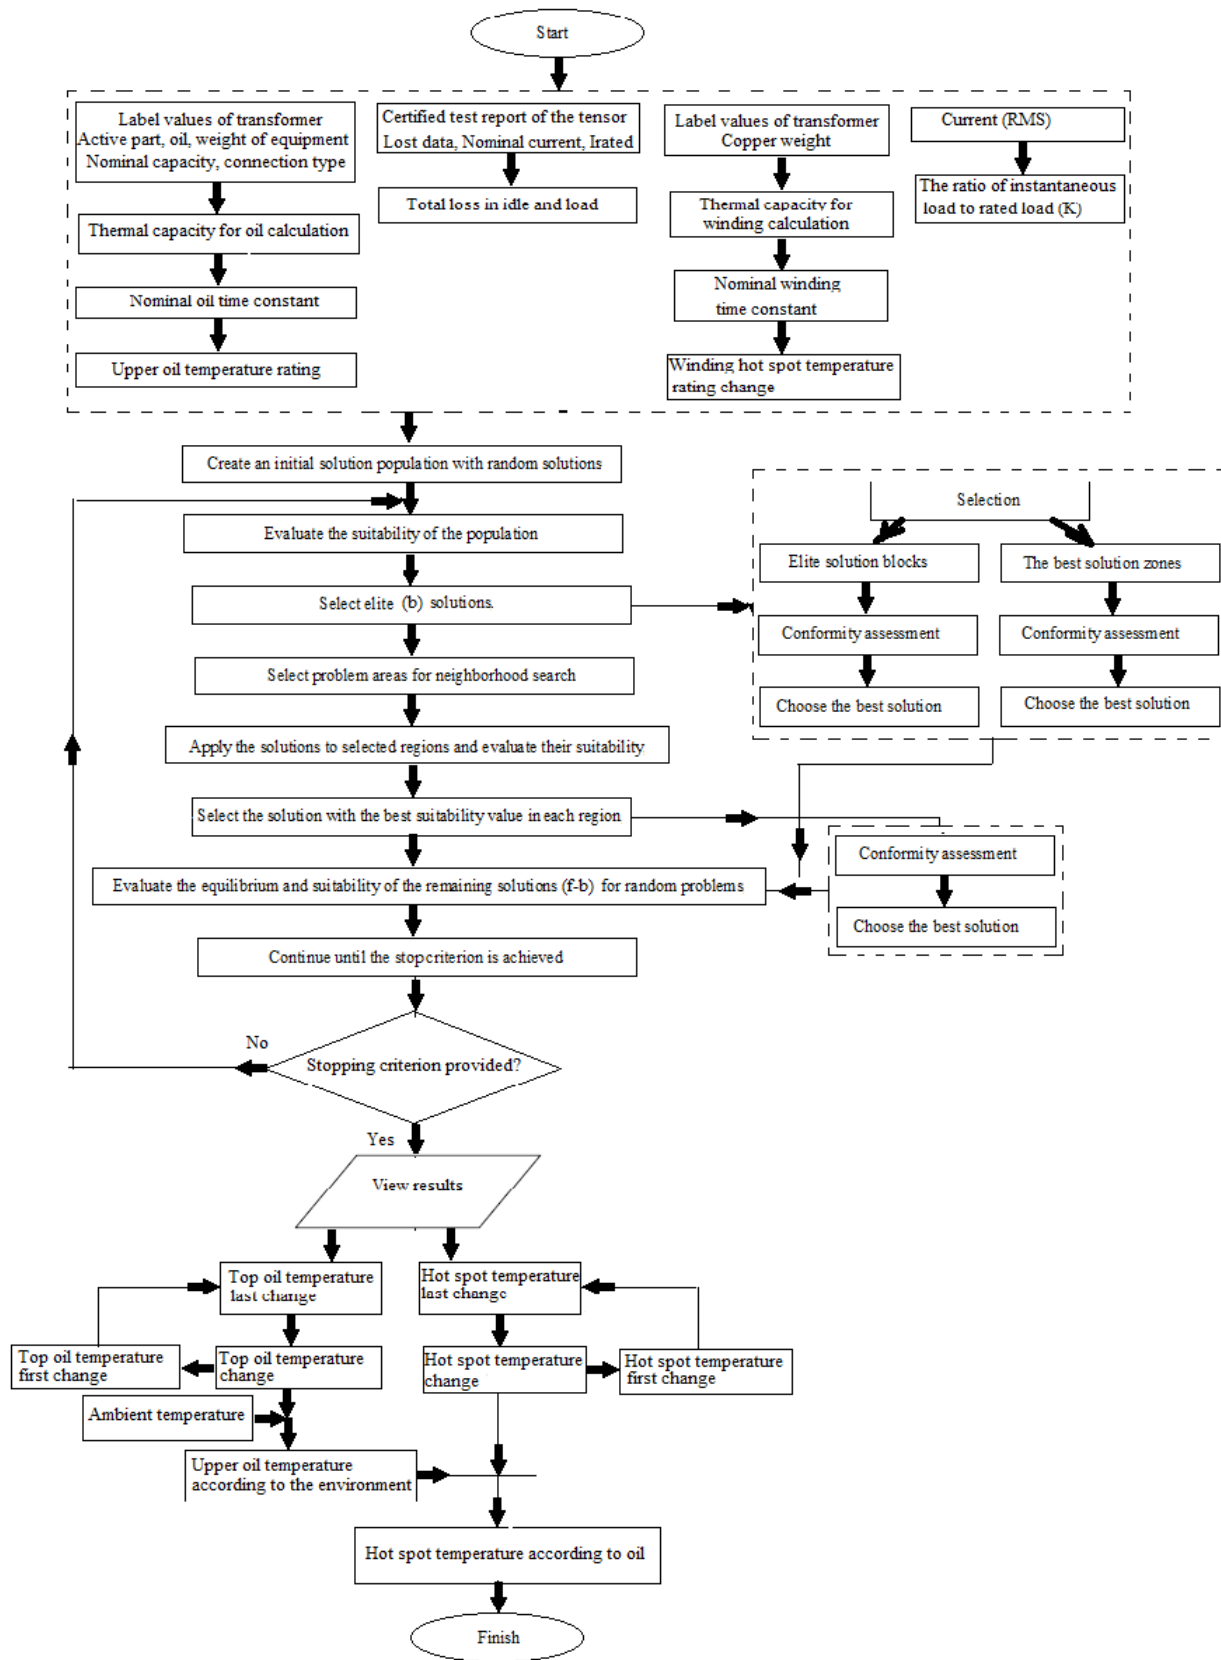 Start
Label values of transformer
Active part, oil, weight of equipment
Nominal capacity, connection type
Thermal capacity for oil calculation
Nominal oil time constant
Upper oil temperature rating
Certified test report of the tensor
Lost data, Nominal current, Irated
Total loss in idle and load
Label values of transformer
Copper weight
Thermal capacity for
winding calculation
Nominal winding
time constant
Winding hot spot temperature
rating change
Current (RMS)
The ratio of instantaneous
load to rated load (K)
Create an initial solution population with random solutions
Evaluate the suitability of the population
Select elite (b) solutions.
Select problem areas for neighborhood search
Apply the solutions to selected regions and evaluate their suitability
Select the solution with the best suitability value in each region
Evaluate the equilibrium and suitability of the remaining solutions (f-b) for random problems
Continue until the stop criterion is achieved
Selection
Elite solution blocks
Conformity assessment
Choose the best solution
The best solution zones
Conformity assessment
Choose the best solution
Conformity assessment
Choose the best solution
No
Stopping criterion provided?
Yes
View results
Top oil temperature
last change
Top oil temperature
first change
Top oil temperature
change
Ambient temperature
Upper oil temperature
according to the environment
Hot spot temperature
last change
Hot spot temperature
change
Hot spot temperature
first change
Hot spot temperature according to oil
Finish